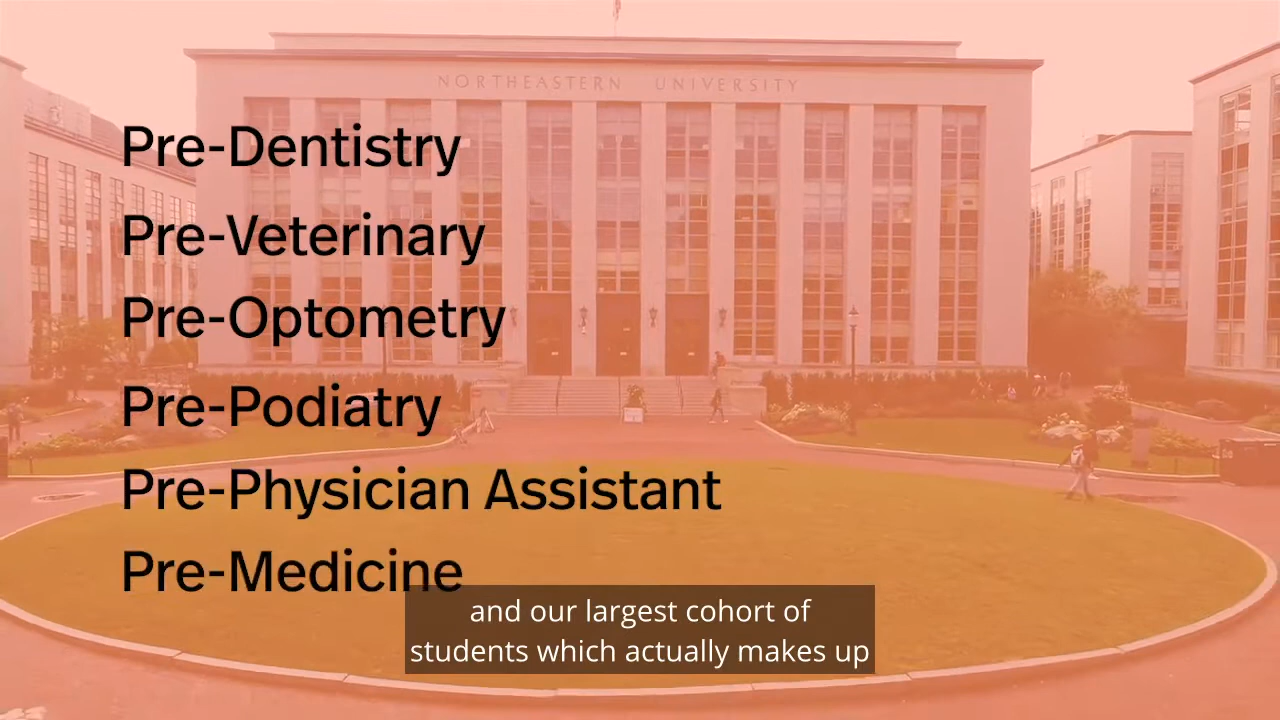 NORTHEASTERN UNIVERSITY
Pre-Dentistry
Pre-Veterinary
Pre-Optometry
Pre-Podiatry
Pre-Physician Assistant
Pre-Medicine
and our largest cohort of
students which actually makes up